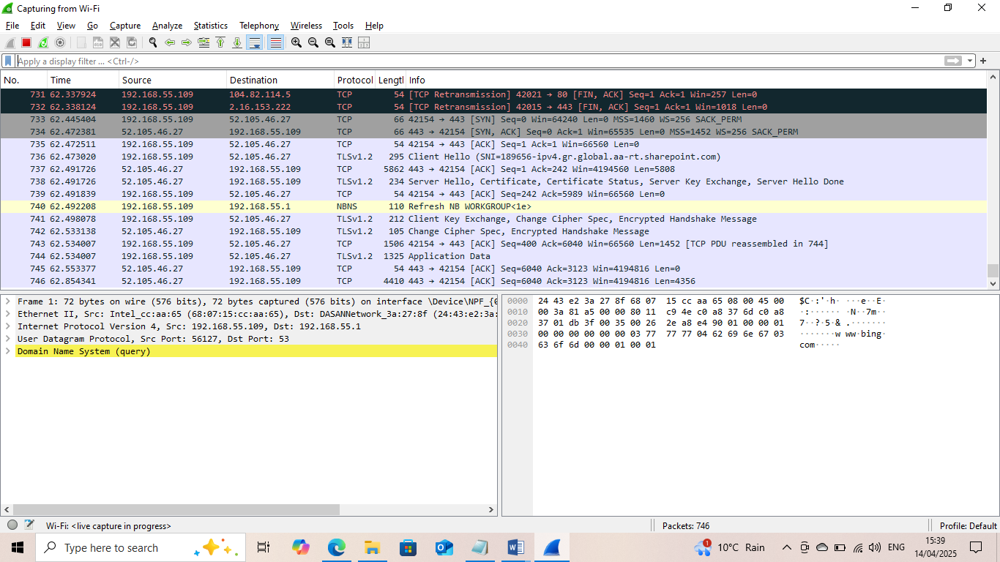 Capturing from Wi-Fi
File Edit View Go Capture Analyze Statistics Telephony Wireless Tools Help
Apply a display filter ... <Ctrl-/>
No. Time Source Destination Protocol Lengtl Info
731 62.337924 192.168.55.109 104.82.114.5 TCP 54 [TCP Retransmission] 42021 → 80 [FIN, ACK] Seq=1 Ack=1 Win=257 Len=0
732 62.338124 192.168.55.109 2.16.153.222 TCP 54 [TCP Retransmission] 42015 → 443 [FIN, ACK] Seq=1 Ack=1 Win=1018 Len=0
733 62.445404 192.168.55.109 52.105.46.27 TCP 66 42154 → 443 [SYN] Seq=0 Win=64240 Len=0 MSS=1460 WS=256 SACK_PERM
734 62.472381 52.105.46.27 192.168.55.109 TCP 66 443 → 42154 [SYN, ACK] Seq=0 Ack=1 Win=65535 Len=0 MSS=1452 WS=256 SACK_PERM
735 62.472511 192.168.55.109 52.105.46.27 TCP 54 42154 → 443 [ACK] Seq=1 Ack=1 Win=66560 Len=0
736 62.473020 192.168.55.109 52.105.46.27 TLSv1.2 295 Client Hello (SNI=189656-ipv4.gr.global.aa-rt.sharepoint.com)
737 62.491726 52.105.46.27 192.168.55.109 TCP 5862 443 → 42154 [ACK] Seq=1 Ack=242 Win=4194560 Len=5808
738 62.491726 52.105.46.27 192.168.55.109 TLSv1.2 234 Server Hello, Certificate, Certificate Status, Server Key Exchange, Server Hello Done
739 62.491839 192.168.55.109 52.105.46.27 TCP 54 42154 → 443 [ACK] Seq=242 Ack=5989 Win=66560 Len=0
740 62.492208 192.168.55.109 192.168.55.1 NBNS 110 Refresh NB WORKGROUP<1e>
741 62.498078 192.168.55.109 52.105.46.27 TLSv1.2 212 Client Key Exchange, Change Cipher Spec, Encrypted Handshake Message
742 62.533138 52.105.46.27 192.168.55.109 TLSv1.2 105 Change Cipher Spec, Encrypted Handshake Message
743 62.534007 192.168.55.109 52.105.46.27 TCP 1506 42154 → 443 [ACK] Seq=400 Ack=6040 Win=66560 Len=1452 [TCP PDU reassembled in 744]
744 62.534007 192.168.55.109 52.105.46.27 TLSv1.2 1325 Application Data
745 62.553377 52.105.46.27 192.168.55.109 TCP 54 443 → 42154 [ACK] Seq=6040 Ack=3123 Win=4194816 Len=0
746 62.854341 52.105.46.27 192.168.55.109 TCP 4410 443 → 42154 [ACK] Seq=6040 Ack=3123 Win=4194816 Len=4356
Frame 1: 72 bytes on wire (576 bits), 72 bytes captured (576 bits) on interface \Device\NPF_{
Ethernet II, Src: Intel_cc:aa:65 (68:07:15:cc:aa:65), Dst: DASANNetwork_3a:27:8f (24:43:e2:3a:
Internet Protocol Version 4, Src: 192.168.55.109, Dst: 192.168.55.1
User Datagram Protocol, Src Port: 56127, Dst Port: 53
Domain Name System (query)
0000 24 43 e2 3a 27 8f 68 07 15 cc aa 65 08 00 45 00 $C·:'·h· ···e··E·
0010 00 3a 81 a5 00 00 80 11 c9 4e c0 a8 37 6d c0 a8 ·:······ ·N··7m··
0020 37 01 db 3f 00 35 00 26 2e a8 e4 90 01 00 00 01 7··?·5·& .·······
0030 00 00 00 00 00 00 03 77 77 77 04 62 69 6e 67 03 ·······w ww·bing·
0040 63 6f 6d 00 00 01 00 01 com·····
Wi-Fi: <live capture in progress> Packets: 746 Profile: Default
Type here to search
1
10°C Rain
ENG
15:39
14/04/2025